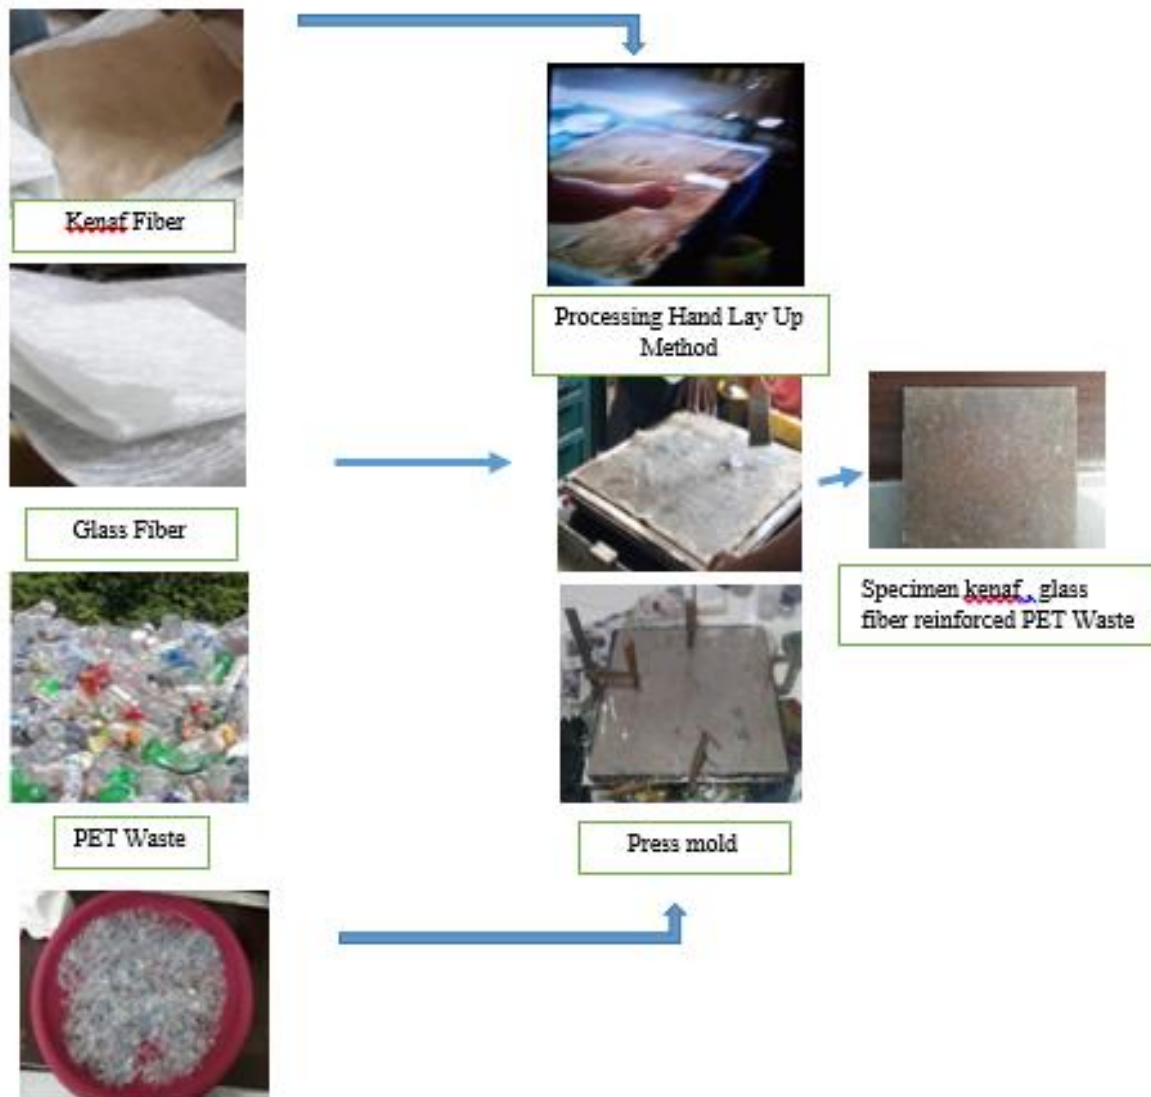 Kenaf Fiber
Glass Fiber
PET Waste
Processing Hand Lay Up
Method
Press mold
Specimen kenaf , glass
fiber reinforced PET Waste